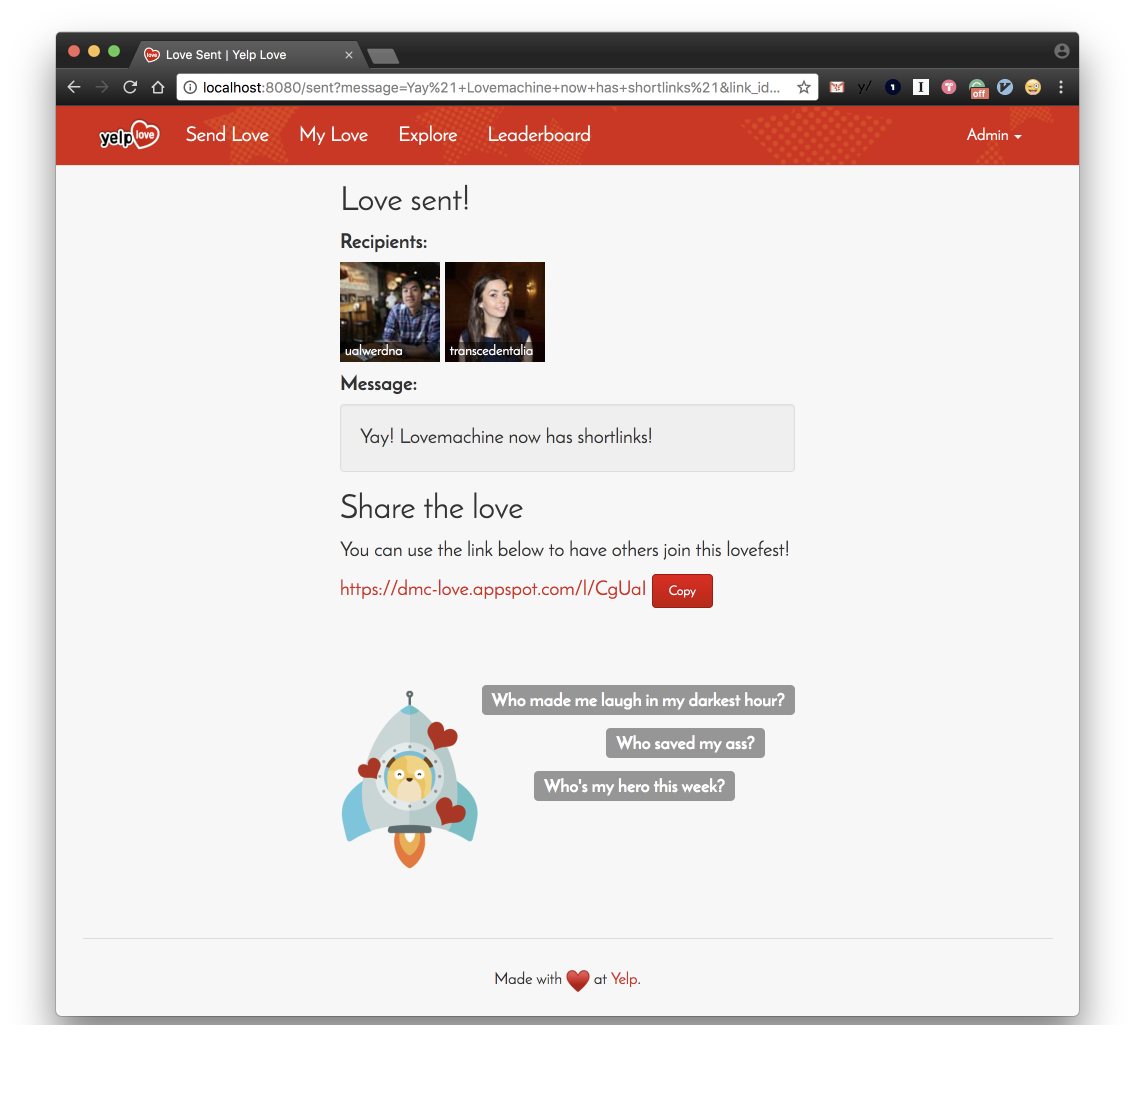 Love Sent | Yelp Love
localhost:8080/sent?message=Yay%21+Lovemachine+now+has+shortlinks%21&link_id...
y/
1
I
T
off
yelp love
Send Love
My Love
Explore
Leaderboard
Admin
Love sent!
Recipients:
ualwerdna
transcedentalia
Message:
Yay! Lovemachine now has shortlinks!
Share the love
You can use the link below to have others join this lovefest!
https://dmc-love.appspot.com/l/CgUaI
Copy
Who made me laugh in my darkest hour?
Who saved my ass?
Who's my hero this week?
Made with at Yelp.